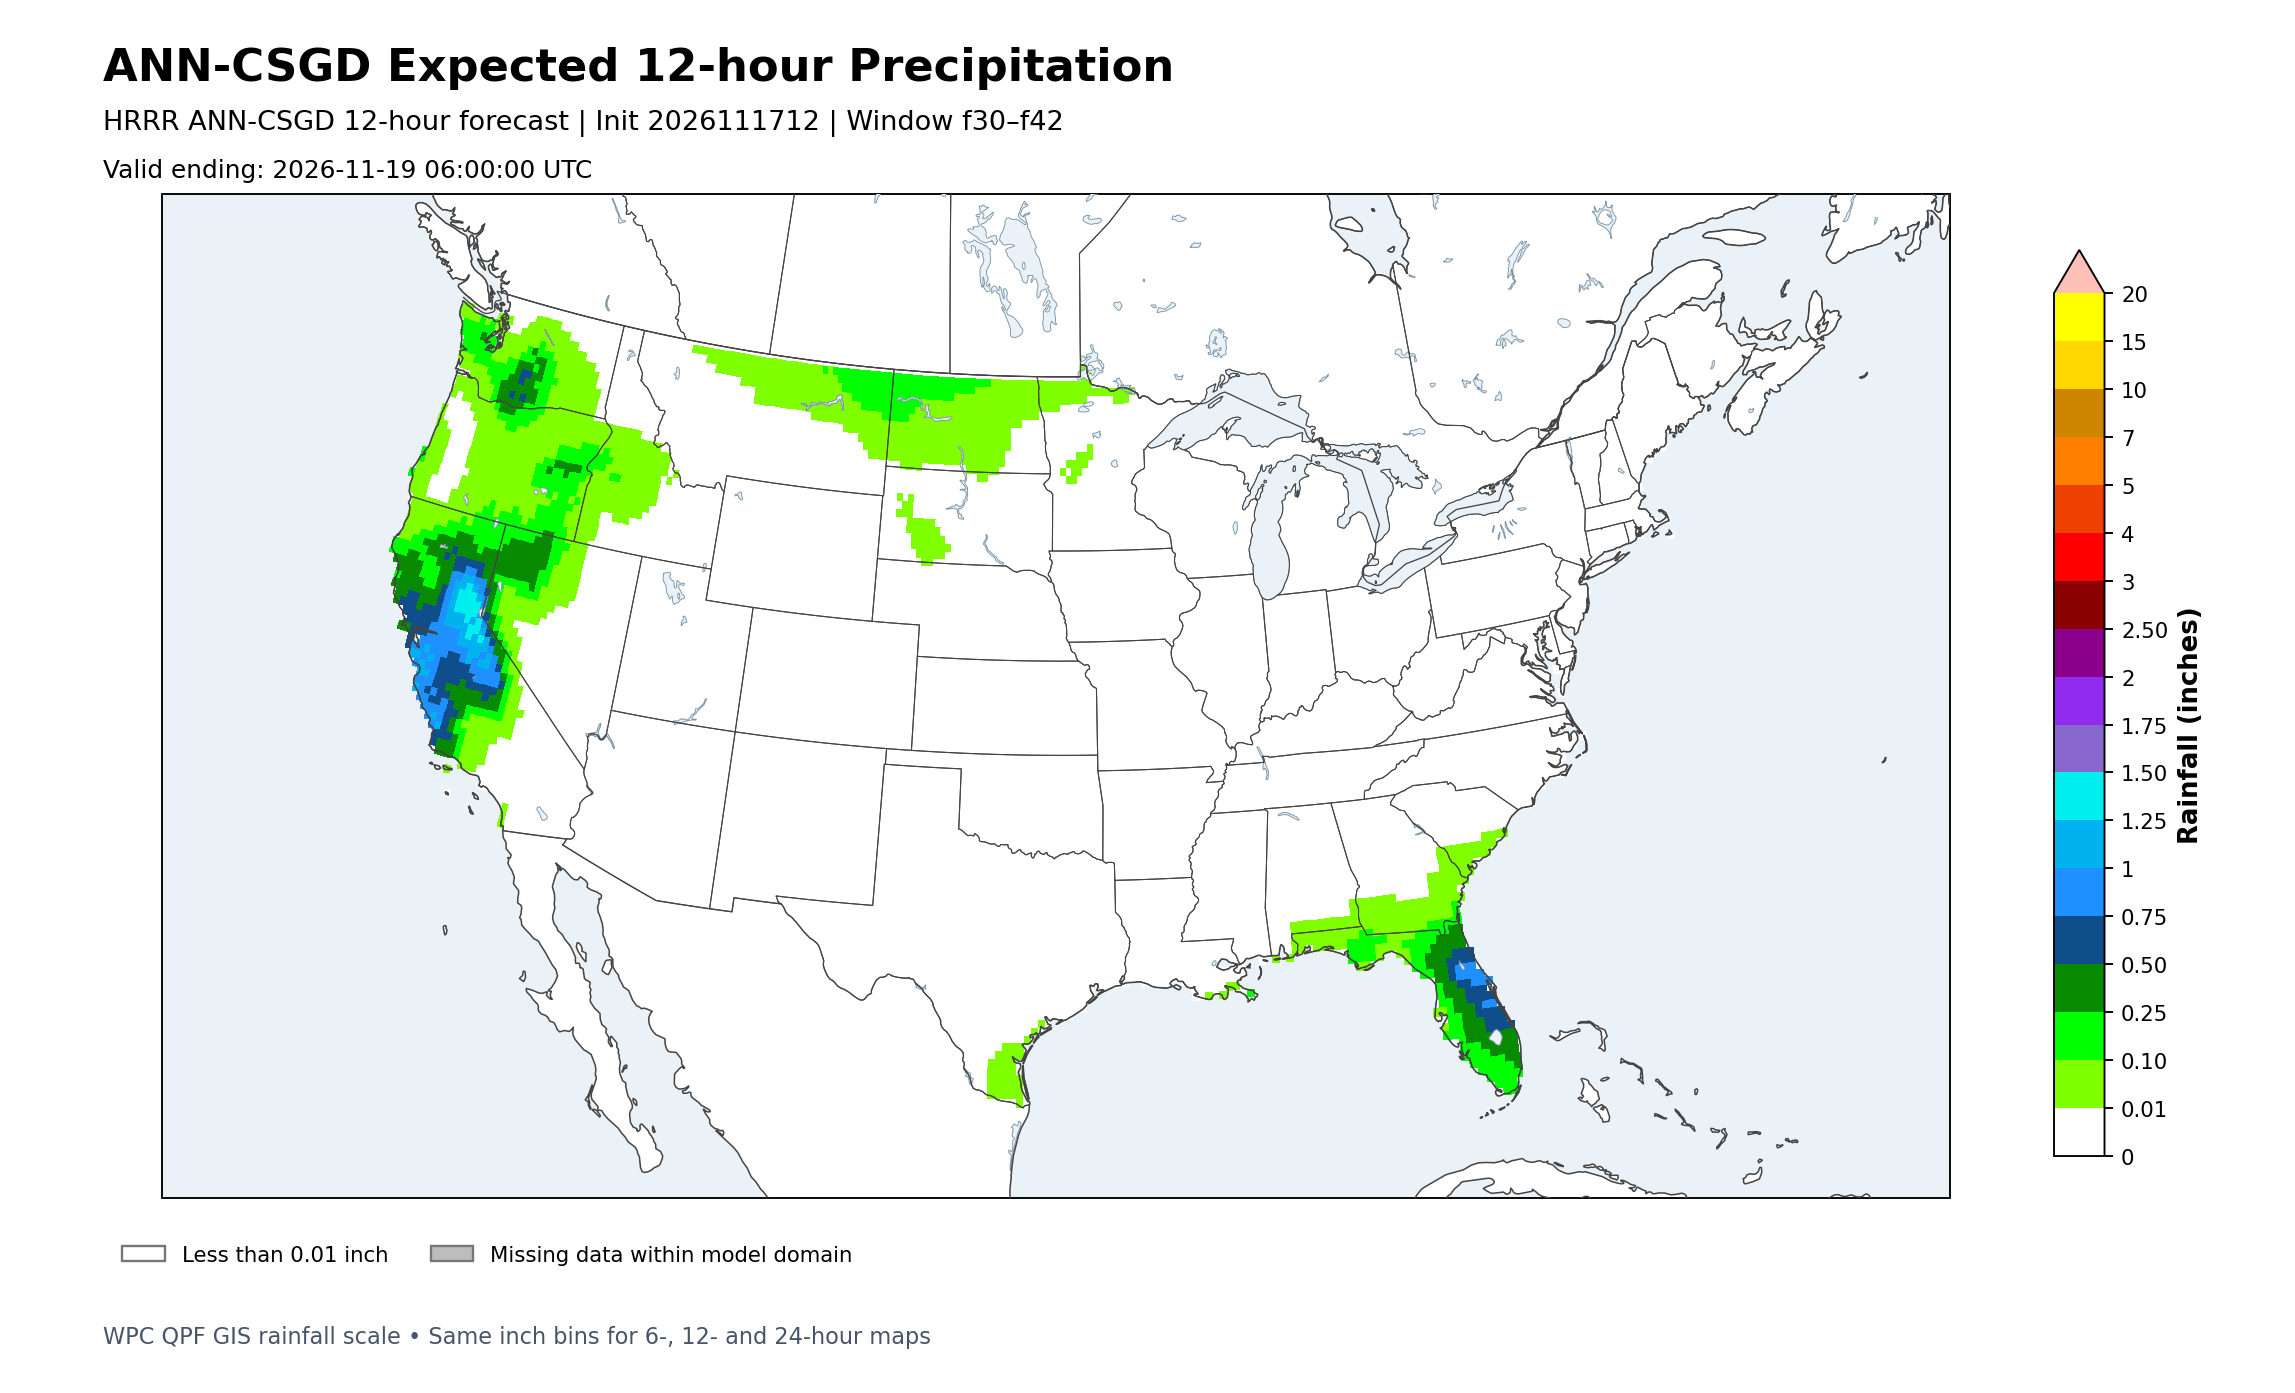 ANN-CSGD Expected 12-hour Precipitation
HRRR ANN-CSGD 12-hour forecast | Init 2026111712 | Window f30–f42
Valid ending: 2026-11-19 06:00:00 UTC
20
15
10
7
5
4
3
2.50
2
1.75
1.50
1.25
1
0.75
0.50
0.25
0.10
0.01
0
Rainfall (inches)
Less than 0.01 inch
Missing data within model domain
WPC QPF GIS rainfall scale • Same inch bins for 6-, 12- and 24-hour maps